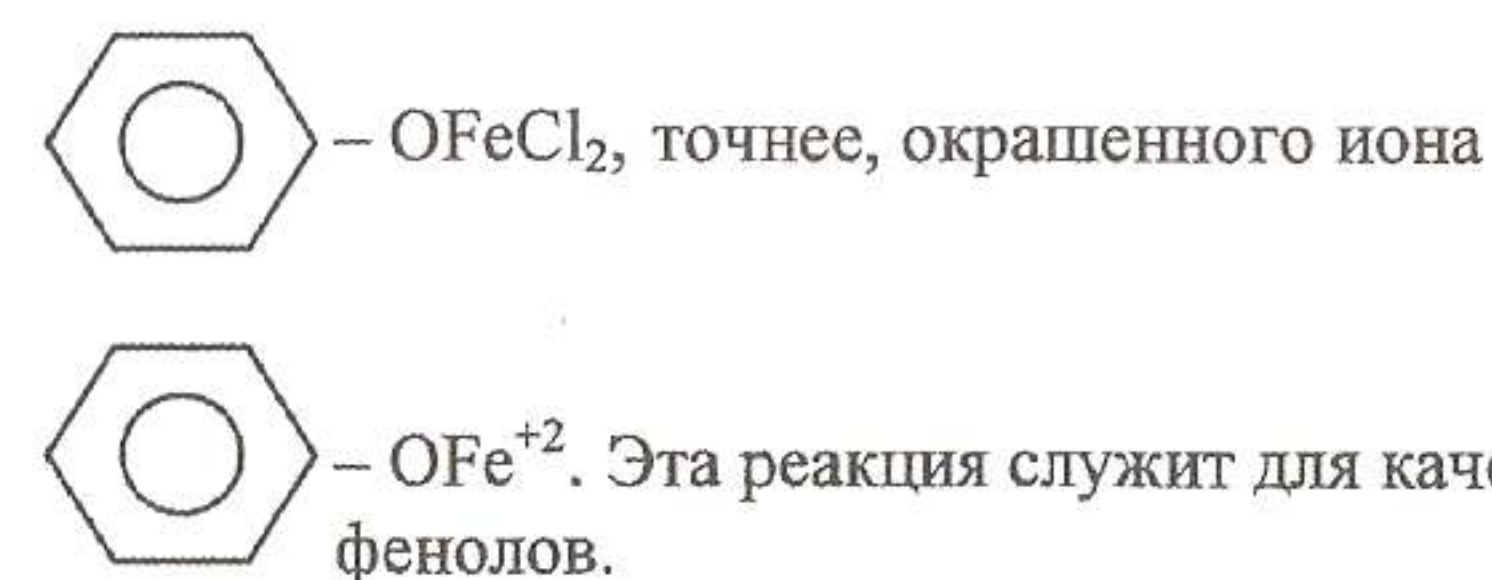 – OFeCl₂, точнее, окрашенного иона
– OFe⁺². Эта реакция служит для
фенолов.